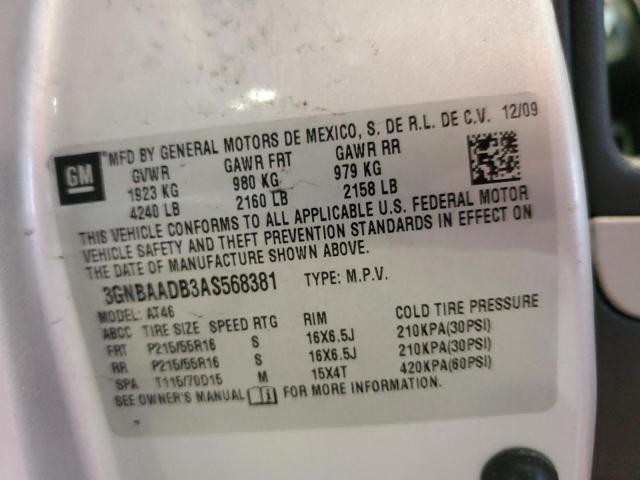 GM
MFD BY GENERAL MOTORS DE MEXICO, S. DE R.L. DE C.V. 12/09
GVWR GAWR FRT GAWR RR
1923 KG 980 KG 979 KG
4240 LB 2160 LB 2158 LB
THIS VEHICLE CONFORMS TO ALL APPLICABLE U.S. FEDERAL MOTOR
VEHICLE SAFETY AND THEFT PREVENTION STANDARDS IN EFFECT ON
THE DATE OF MANUFACTURE SHOWN ABOVE.
3GNBAADB3AS568381 TYPE: M.P.V.
MODEL: AT46
ABCC TIRE SIZE SPEED RTG RIM COLD TIRE PRESSURE
FRT P215/55R16 S 16X6.5J 210KPA(30PSI)
RR P215/55R16 S 16X6.5J 210KPA(30PSI)
SPA T115/70D15 M 15X4T 420KPA(60PSI)
SEE OWNER'S MANUAL FOR MORE INFORMATION.